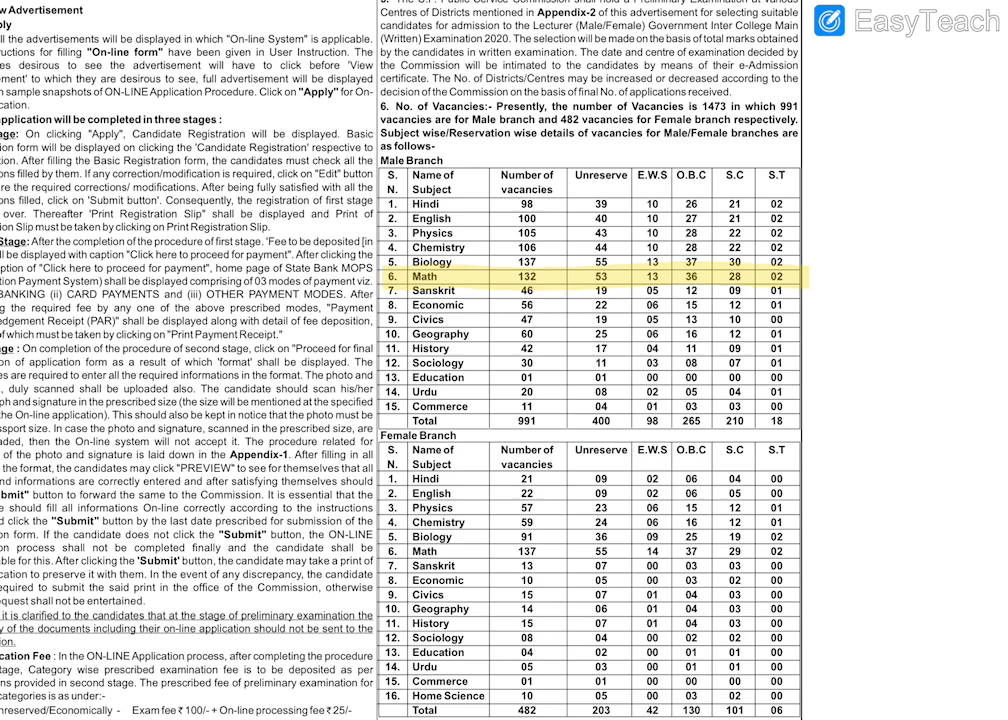 w Advertisement
ply
ll the advertisements will be displayed in which "On-line System" is applicable.
ructions for filling "On-line form" have been given in User Instruction. The
es desirous to see the advertisement will have to click before 'View
ement' to which they are desirous to see, full advertisement will be displayed
n sample snapshots of ON-LINE Application Procedure. Click on "Apply" for On-
cation.
pplication will be completed in three stages :
age: On clicking "Apply", Candidate Registration will be displayed. Basic
ion form will be displayed on clicking the 'Candidate Registration' respective to
tion. After filling the Basic Registration form, the candidates must check all the
ons filled by them. If any correction/modification is required, click on "Edit" button
re the required corrections/ modifications. After being fully satisfied with all the
ons filled, click on 'Submit button'. Consequently, the registration of first stage
over. Thereafter 'Print Registration Slip" shall be displayed and Print of
ion Slip must be taken by clicking on Print Registration Slip.
Stage: After the completion of the procedure of first stage. 'Fee to be deposited [in
ll be displayed with caption "Click here to proceed for payment". After clicking the
ption of "Click here to proceed for payment", home page of State Bank MOPS
tion Payment System) shall be displayed comprising of 03 modes of payment viz.
BANKING (ii) CARD PAYMENTS and (iii) OTHER PAYMENT MODES. After
g the required fee by any one of the above prescribed modes, "Payment
edgement Receipt (PAR)" shall be displayed along with detail of fee deposition,
of which must be taken by clicking on "Print Payment Receipt."
ge : On completion of the procedure of second stage, click on "Proceed for final
on of application form as a result of which 'format' shall be displayed. The
es are required to enter all the required informations in the format. The photo and
, duly scanned shall be uploaded also. The candidate should scan his/her
ph and signature in the prescribed size (the size will be mentioned at the specified
the On-line application). This should also be kept in notice that the photo must be
ssport size. In case the photo and signature, scanned in the prescribed size, are
aded, then the On-line system will not accept it. The procedure related for
of the photo and signature is laid down in the Appendix-1. After filling in all
the format, the candidates may click "PREVIEW" to see for themselves that all
nd informations are correctly entered and after satisfying themselves should
bmit" button to forward the same to the Commission. It is essential that the
e should fill all informations On-line correctly according to the instructions
d click the "Submit" button by the last date prescribed for submission of the
on form. If the candidate does not click the "Submit" button, the ON-LINE
on process shall not be completed finally and the candidate shall be
ble for this. After clicking the 'Submit' button, the candidate may take a print of
cation to preserve it with them. In the event of any discrepancy, the candidate
equired to submit the said print in the office of the Commission, otherwise
equest shall not be entertained.
it is clarified to the candidates that at the stage of preliminary examination the
y of the documents including their on-line application should not be sent to the
ion.
cation Fee : In the ON-LINE Application process, after completing the procedure
tage, Category wise prescribed examination fee is to be deposited as per
ns provided in second stage. The prescribed fee of preliminary examination for
categories is as under:-
nreserved/Economically - Exam fee ₹ 100/- + On-line processing fee ₹ 25/-
5. The U.P. Public Service Commission shall hold a Preliminary Examination at various
Centres of Districts mentioned in Appendix-2 of this advertisement for selecting suitable
candidates for admission to the Lecturer (Male/Female) Government Inter College Main
(Written) Examination 2020. The selection will be made on the basis of total marks obtained
by the candidates in written examination. The date and centre of examination decided by
the Commission will be intimated to the candidates by means of their e-Admission
certificate. The No. of Districts/Centres may be increased or decreased according to the
decision of the Commission on the basis of final No. of applications received.
6. No. of Vacancies:- Presently, the number of Vacancies is 1473 in which 991
vacancies are for Male branch and 482 vacancies for Female branch respectively.
Subject wise/Reservation wise details of vacancies for Male/Female branches are
as follows-
Male Branch
S. Name of Number of Unreserve E.W.S O.B.C S.C S.T
N. Subject vacancies
1. Hindi 98 39 10 26 21 02
2. English 100 40 10 27 21 02
3. Physics 105 43 10 28 22 02
4. Chemistry 106 44 10 28 22 02
5. Biology 137 55 13 37 30 02
6. Math 132 53 13 36 28 02
7. Sanskrit 46 19 05 12 09 01
8. Economic 56 22 06 15 12 01
9. Civics 47 19 05 13 10 00
10. Geography 60 25 06 16 12 01
11. History 42 17 04 11 09 01
12. Sociology 30 11 03 08 07 01
13. Education 01 01 00 00 00 00
14. Urdu 20 08 02 05 04 01
15. Commerce 11 04 01 03 03 00
Total 991 400 98 265 210 18
Female Branch
S. Name of Number of Unreserve E.W.S O.B.C S.C S.T
N. Subject vacancies
1. Hindi 21 09 02 06 04 00
2. English 22 09 02 06 05 00
3. Physics 57 23 06 15 12 01
4. Chemistry 59 24 06 16 12 01
5. Biology 91 36 09 25 19 02
6. Math 137 55 14 37 29 02
7. Sanskrit 13 07 00 03 03 00
8. Economic 10 05 00 03 02 00
9. Civics 15 07 01 04 03 00
10. Geography 14 06 01 04 03 00
11. History 15 07 01 04 03 00
12. Sociology 08 04 00 02 02 00
13. Education 04 02 00 01 01 00
14. Urdu 05 03 00 01 01 00
15. Commerce 01 01 00 00 00 00
16. Home Science 10 05 00 03 02 00
Total 482 203 42 130 101 06
EasyTeach